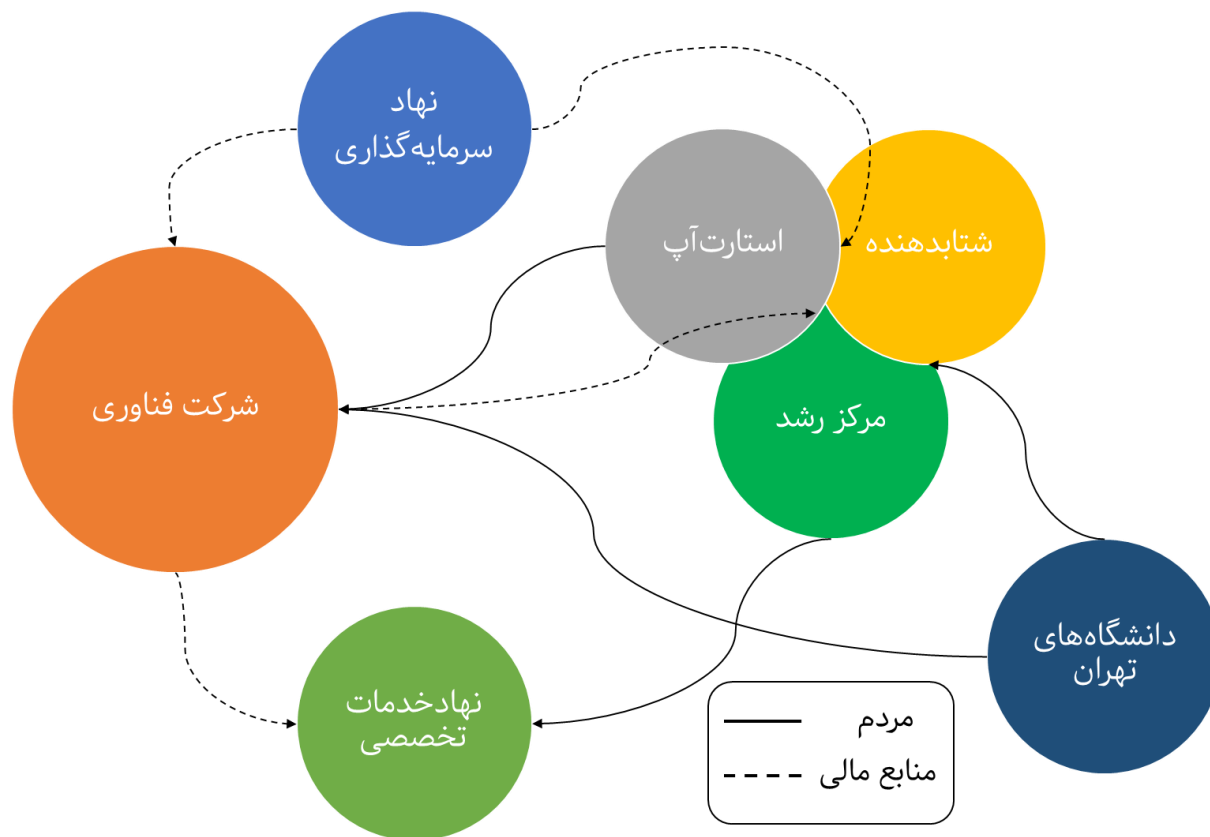 نهاد
سرمایه‌گذاری
شتابدهنده
استارت‌آپ
شرکت فناوری
مرکز رشد
دانشگاه‌های
تهران
نهادخدمات
تخصصی
مردم
منابع مالی